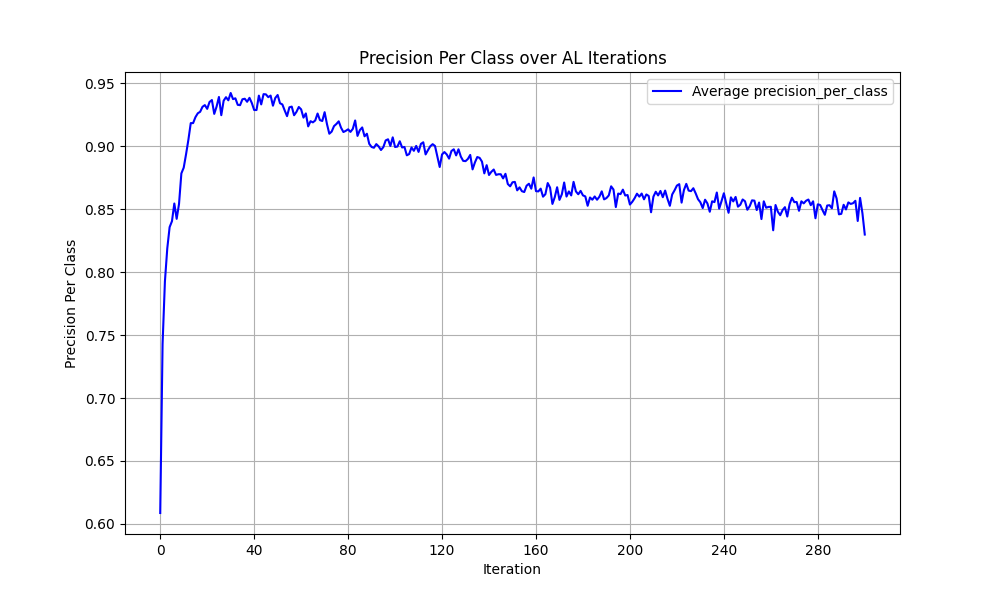 Precision Per Class over AL Iterations
Average precision_per_class
Precision Per Class
0.95
0.90
0.85
0.80
0.75
0.70
0.65
0.60
0 40 80 120 160 200 240 280
Iteration